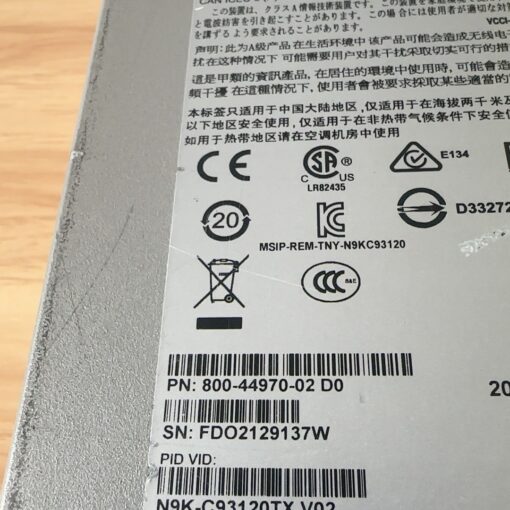 この装置は、クラスA情報技術装置です。この装置を家庭環境で使用
と電波妨害を引き起こすことがあります。この場合には使用者が適切な対
を講ずるよう要求されることがあります。 VCCI-
声明: 此为A级产品 在生活环境中 该产品可能会造成无线电干
扰在这种情况下 可能需要用户对其干扰采取切实可行的措
這是甲類的資訊產品, 在居住的環境中使用時, 可能會造
頻干擾 在這種情況下, 使用者會被要求採取某些適當的
本标签只适用于中国大陆地区, 仅适用于在海拔两千米及
以下地区安全使用, 仅适用于在非热带气候条件下安全
如用于热带地区请在空调机房中使用
CE
SA
®
C US
LR82435
E134
20
D33272
MSIP-REM-TNY-N9KC93120
CCC S&E
PN: 800-44970-02 D0
20
SN: FDO2129137W
PID VID:
N9K-C93120TX V02